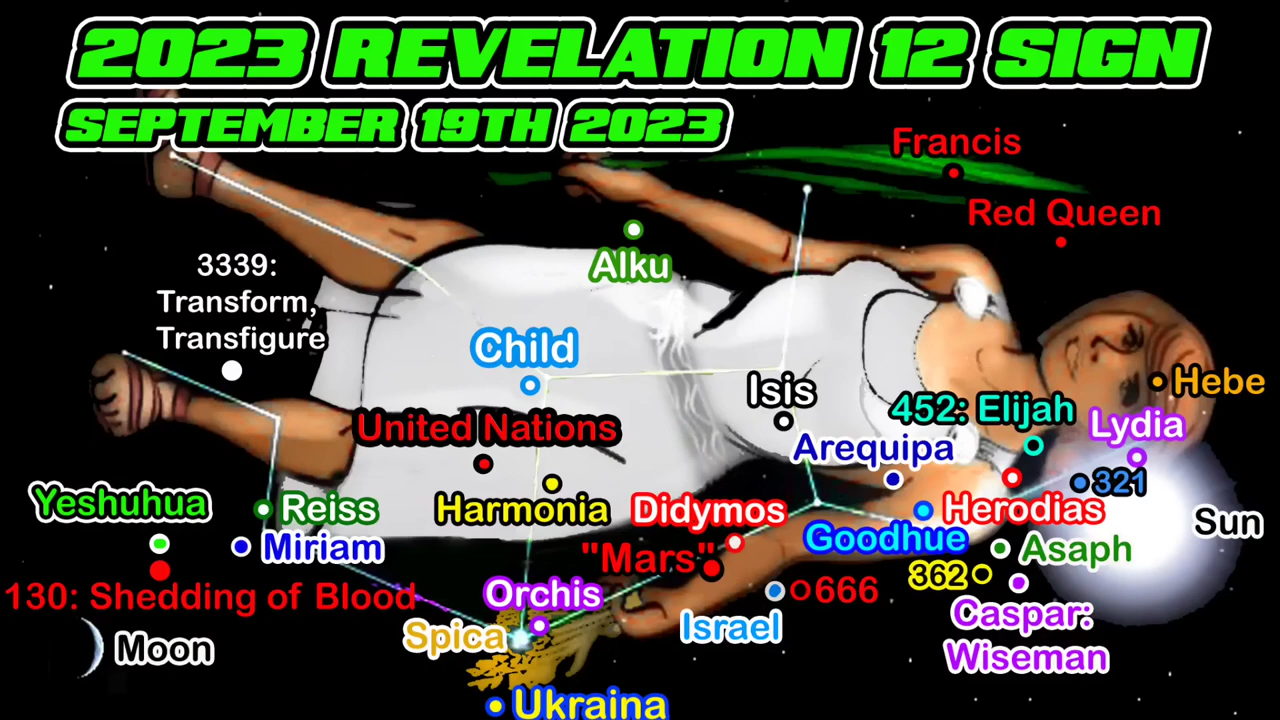 2023 REVELATION 12 SIGN
SEPTEMBER 19TH 2023
Francis
Red Queen
Alku
3339:
Transform,
Transfigure
Child
Isis
Hebe
452: Elijah
Lydia
United Nations
Arequipa
321
Yeshuhua
Reiss
Harmonia
Didymos
Herodias
Sun
Miriam
"Mars"
Goodhue
Asaph
362
130: Shedding of Blood
Orchis
666
Caspar:
Wiseman
Israel
Spica
Moon
Ukraina